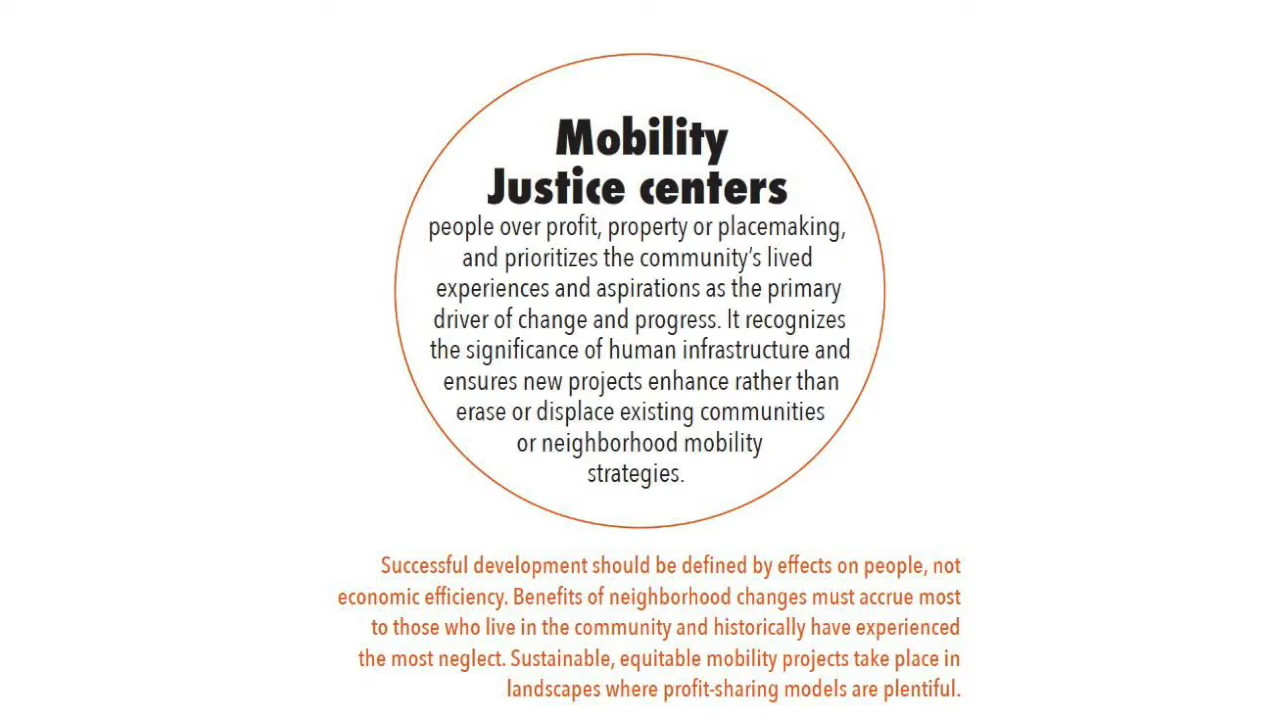 Mobility
Justice centers
people over profit, property or placemaking,
and prioritizes the community's lived
experiences and aspirations as the primary
driver of change and progress. It recognizes
the significance of human infrastructure and
ensures new projects enhance rather than
erase or displace existing communities
or neighborhood mobility
strategies.
Successful development should be defined by effects on people, not
economic efficiency. Benefits of neighborhood changes must accrue most
to those who live in the community and historically have experienced
the most neglect. Sustainable, equitable mobility projects take place in
landscapes where profit-sharing models are plentiful.